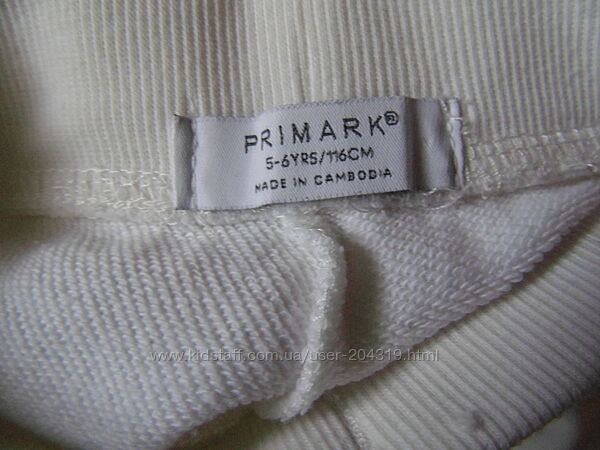 PRIMARK®
5-6YRS/116CM
MADE IN CAMBODIA
www.kidstaff.com.ua/user-204319.html